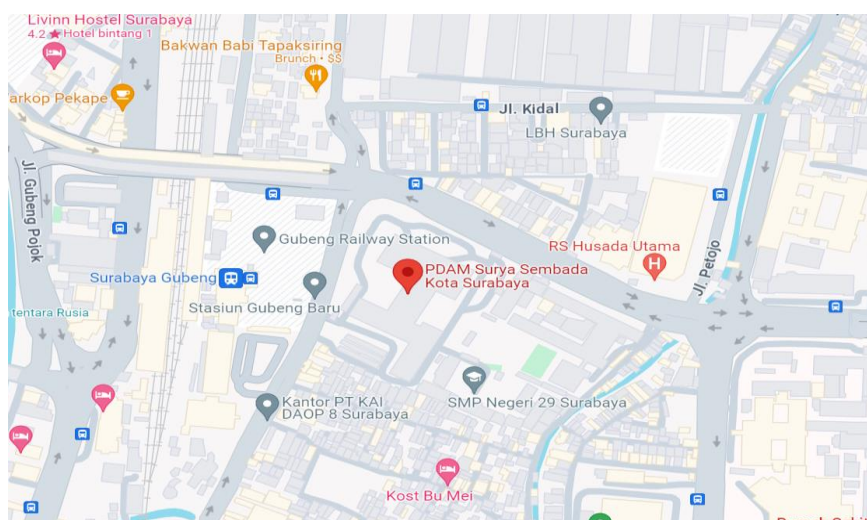 Livinn Hostel Surabaya
4.2 ★ Hotel bintang 1
Bakwan Babi Tapaksiring
Brunch • $$
arkop Pekape
Jl. Kidal
LBH Surabaya
Jl. Gubeng Pojok
Gubeng Railway Station
RS Husada Utama
H
Jl. Petojo
PDAM Surya Sembada
Kota Surabaya
Surabaya Gubeng
Stasiun Gubeng Baru
tentara Rusia
Kantor PT KAI
DAOP 8 Surabaya
SMP Negeri 29 Surabaya
Kost Bu Mei